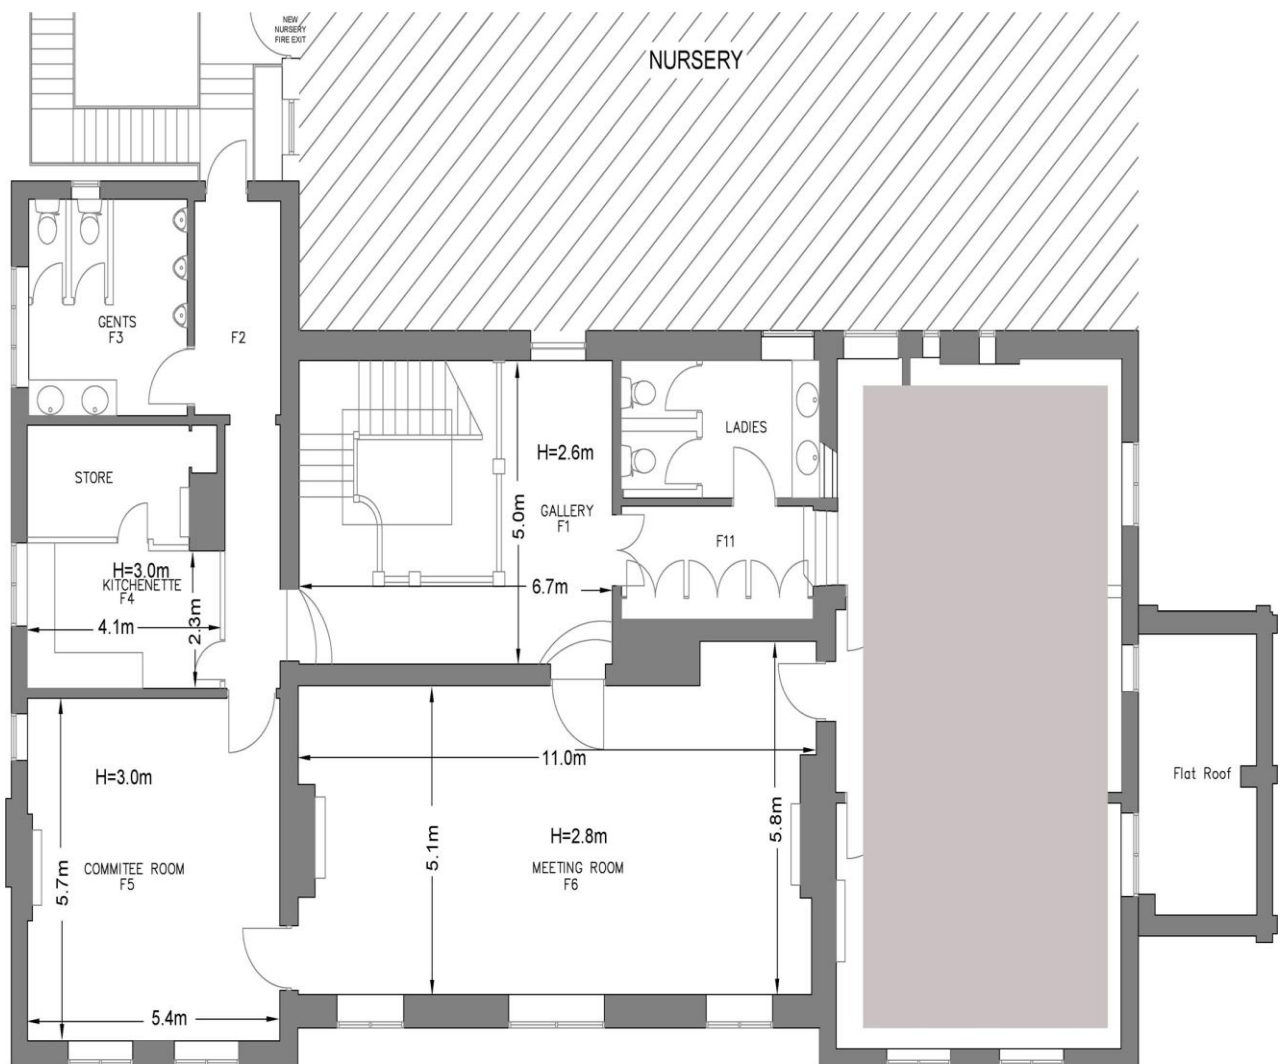 NEW
NURSERY
FIRE EXIT
NURSERY
GENTS
F3
F2
STORE
H=3.0m
KITCHENETTE
F4
4.1m
2.3m
H=2.6m
GALLERY
F1
5.0m
6.7m
LADIES
F11
H=3.0m
COMMITEE ROOM
F5
5.7m
5.4m
11.0m
5.1m
H=2.8m
MEETING ROOM
F6
5.8m
Flat Roof